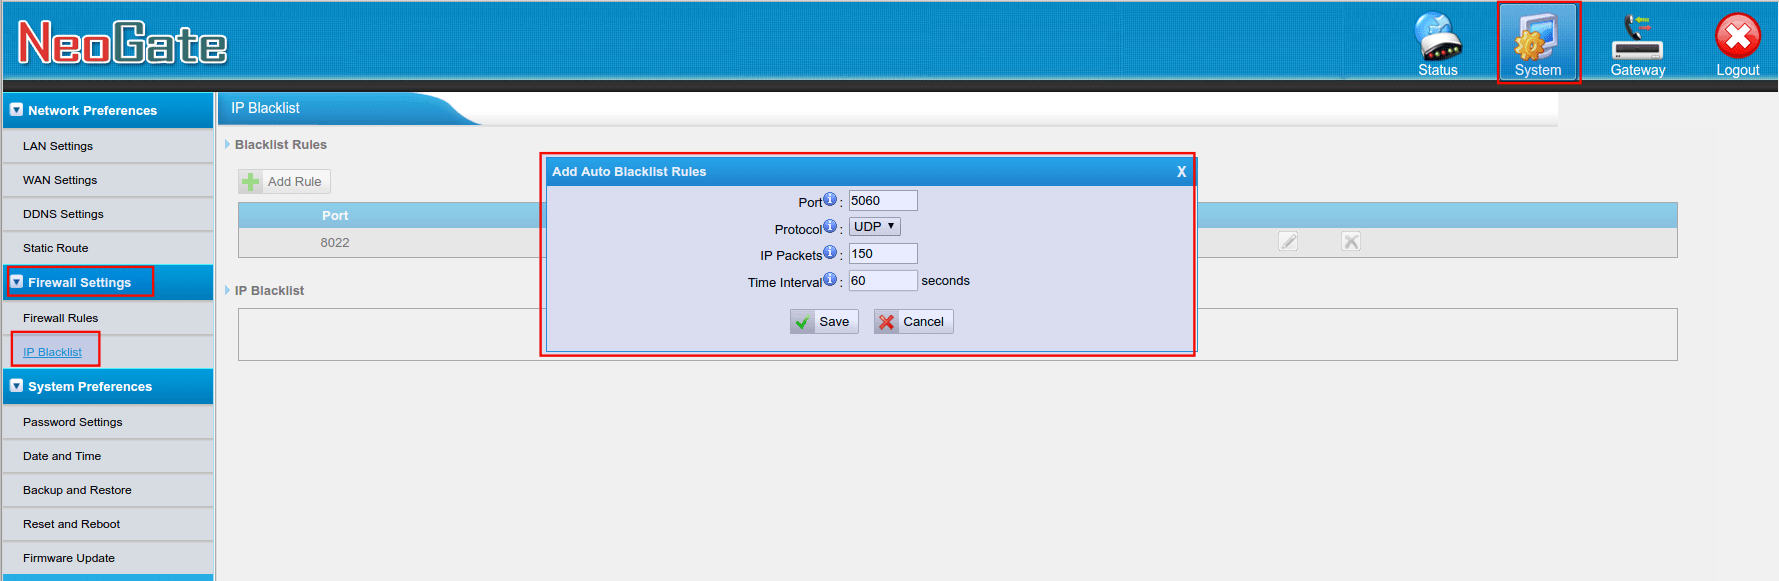 NeoGate
Status
System
Gateway
Logout
Network Preferences
LAN Settings
WAN Settings
DDNS Settings
Static Route
Firewall Settings
Firewall Rules
IP Blacklist
System Preferences
Password Settings
Date and Time
Backup and Restore
Reset and Reboot
Firmware Update
IP Blacklist
Blacklist Rules
Add Rule
Port
8022
IP Blacklist
Add Auto Blacklist Rules X
Port : 5060
Protocol : UDP
IP Packets : 150
Time Interval : 60 seconds
Save Cancel